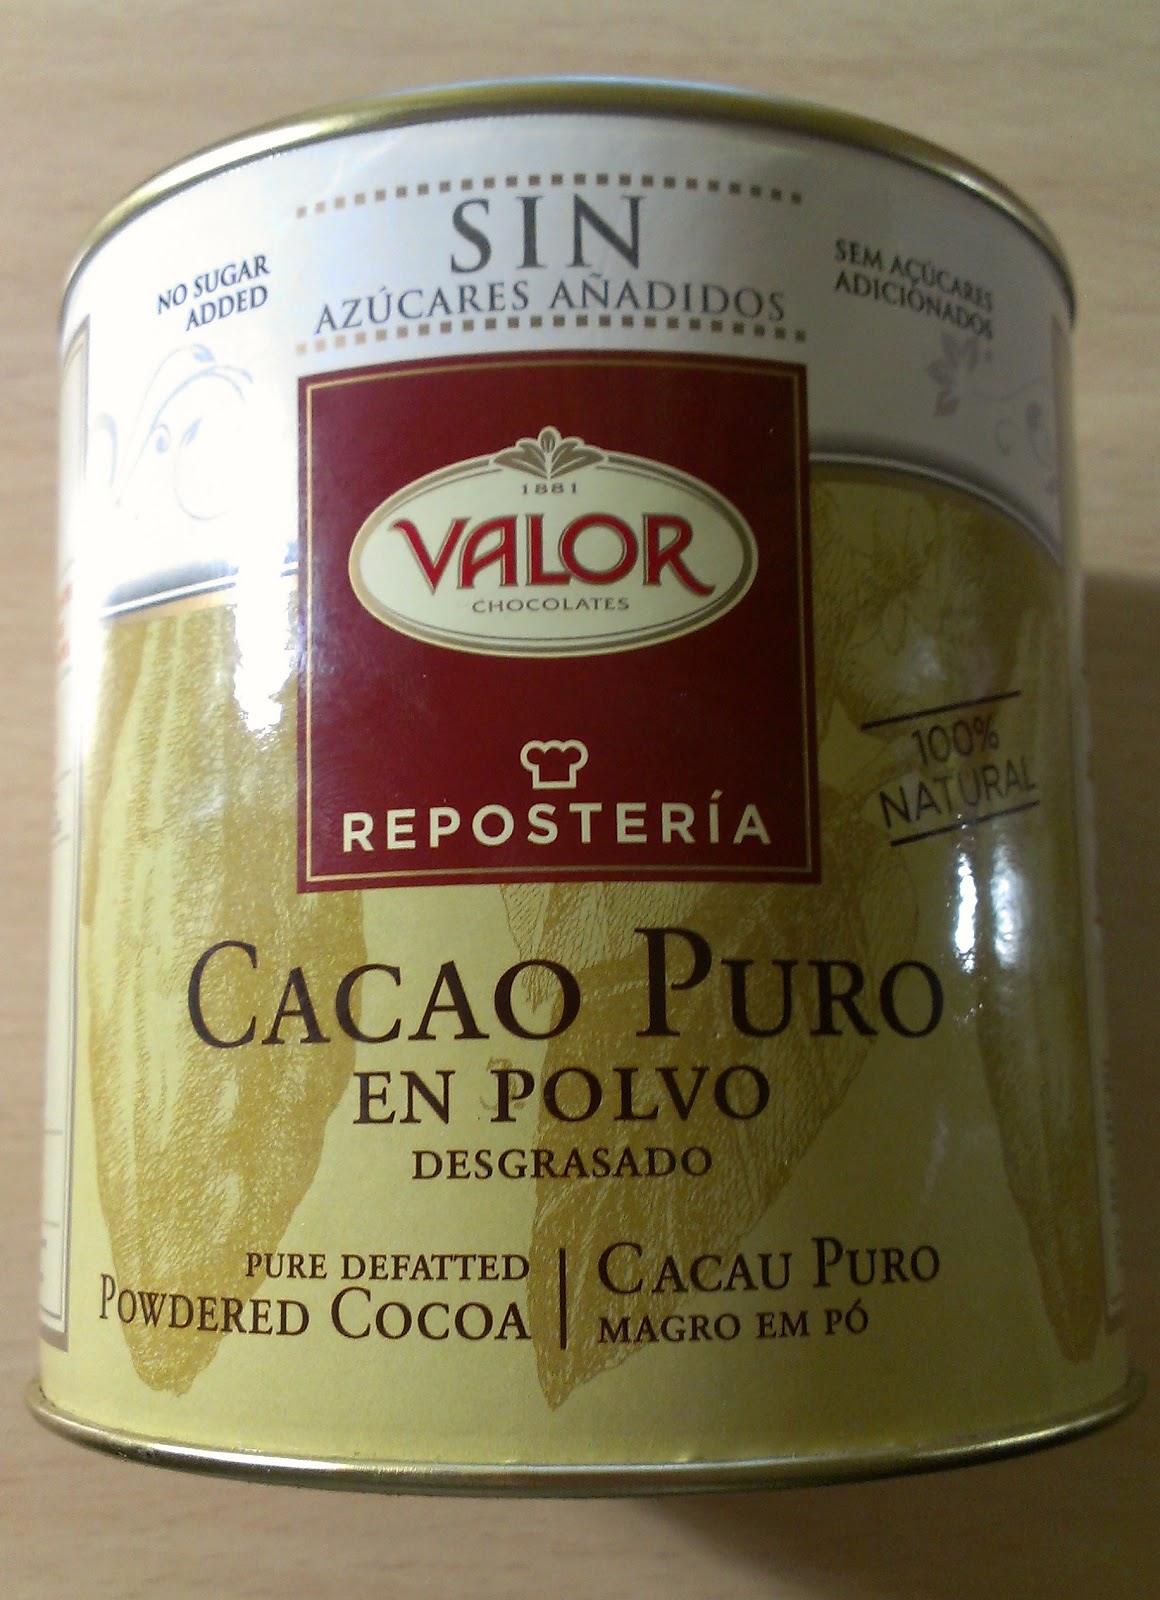 SIN
AZÚCARES AÑADIDOS
NO SUGAR
ADDED
SEM AÇÚCARES
ADICIÓNADOS
1881
VALOR
CHOCOLATES
REPOSTERÍA
100%
NATURAL
CACAO PURO
EN POLVO
DESGRASADO
PURE DEFATTED
POWDERED COCOA
CACAU PURO
MAGRO EM PÓ